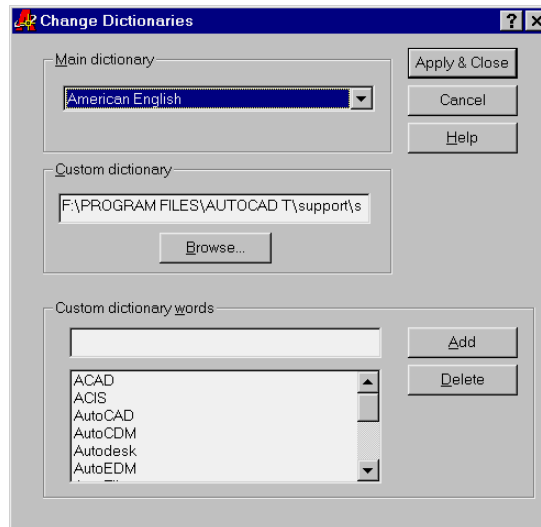 Change Dictionaries
Main dictionary
American English
Apply & Close
Cancel
Help
Custom dictionary
F:\PROGRAM FILES\AUTOCAD T\support\s
Browse...
Custom dictionary words
Add
Delete
ACAD
ACIS
AutoCAD
AutoCDM
Autodesk
AutoEDM